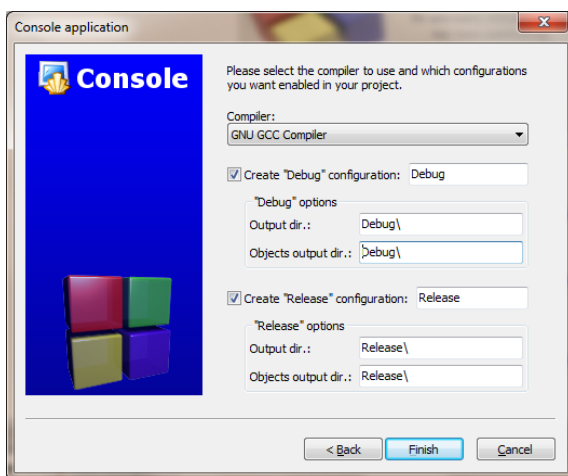 Console application
Console
Please select the compiler to use and which configurations
you want enabled in your project.
Compiler:
GNU GCC Compiler
Create "Debug" configuration: Debug
"Debug" options
Output dir.: Debug\
Objects output dir.: Debug\
Create "Release" configuration: Release
"Release" options
Output dir.: Release\
Objects output dir.: Release\
< Back
Finish
Cancel